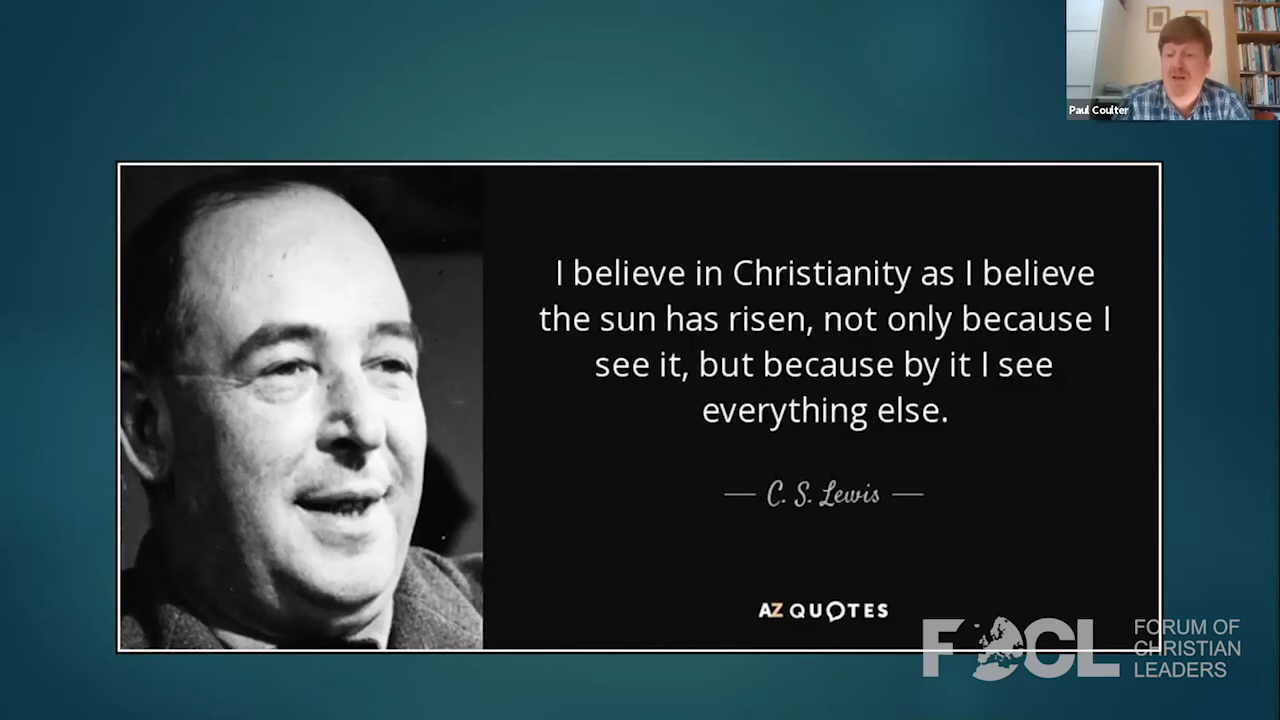 Paul Coulter
I believe in Christianity as I believe
the sun has risen, not only because I
see it, but because by it I see
everything else.
— C. S. Lewis —
AZ QUOTES
FOCL
FORUM OF
CHRISTIAN
LEADERS